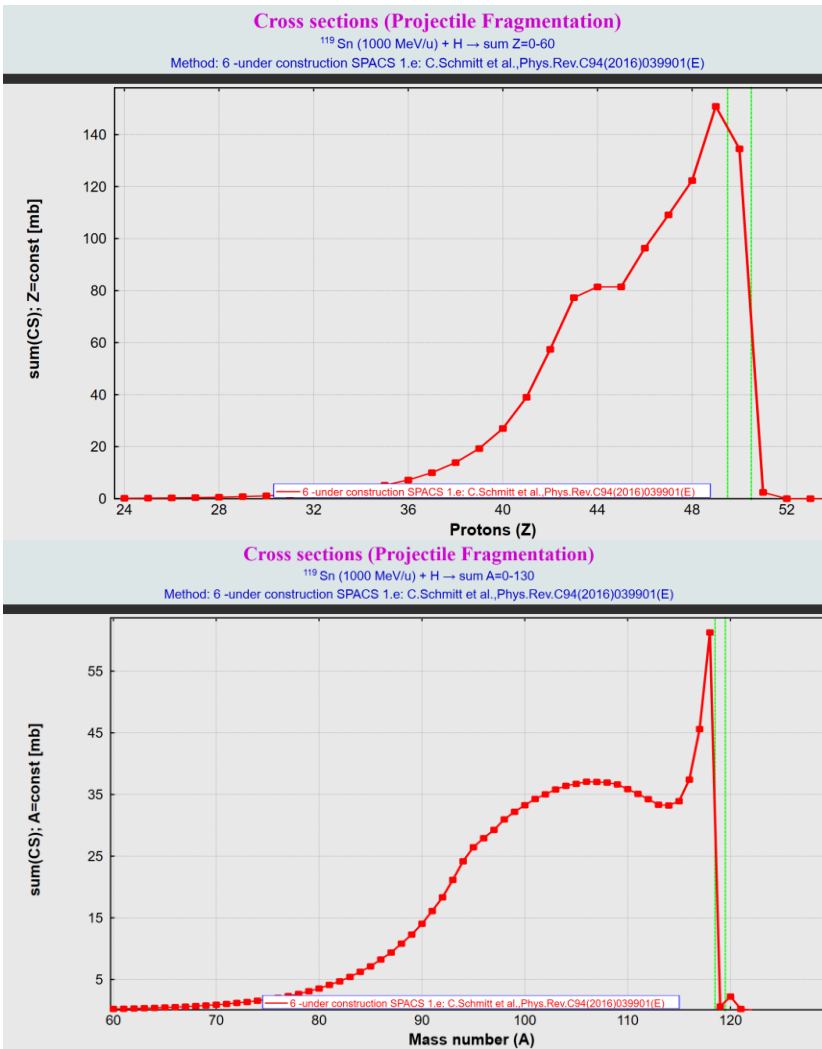 Cross sections (Projectile Fragmentation)
¹¹⁹Sn (1000 MeV/u) + H → sum Z=0-60
Method: 6 -under construction SPACS 1.e: C.Schmitt et al.,Phys.Rev.C94(2016)039901(E)
140
120
100
80
60
40
20
0
sum(CS); Z=const [mb]
6 -under construction SPACS 1.e: C.Schmitt et al.,Phys.Rev.C94(2016)039901(E)
24 28 32 36 40 44 48 52
Protons (Z)
Cross sections (Projectile Fragmentation)
¹¹⁹Sn (1000 MeV/u) + H → sum A=0-130
Method: 6 -under construction SPACS 1.e: C.Schmitt et al.,Phys.Rev.C94(2016)039901(E)
55
45
35
25
15
5
sum(CS); A=const [mb]
6 -under construction SPACS 1.e: C.Schmitt et al.,Phys.Rev.C94(2016)039901(E)
60 70 80 90 100 110 120
Mass number (A)